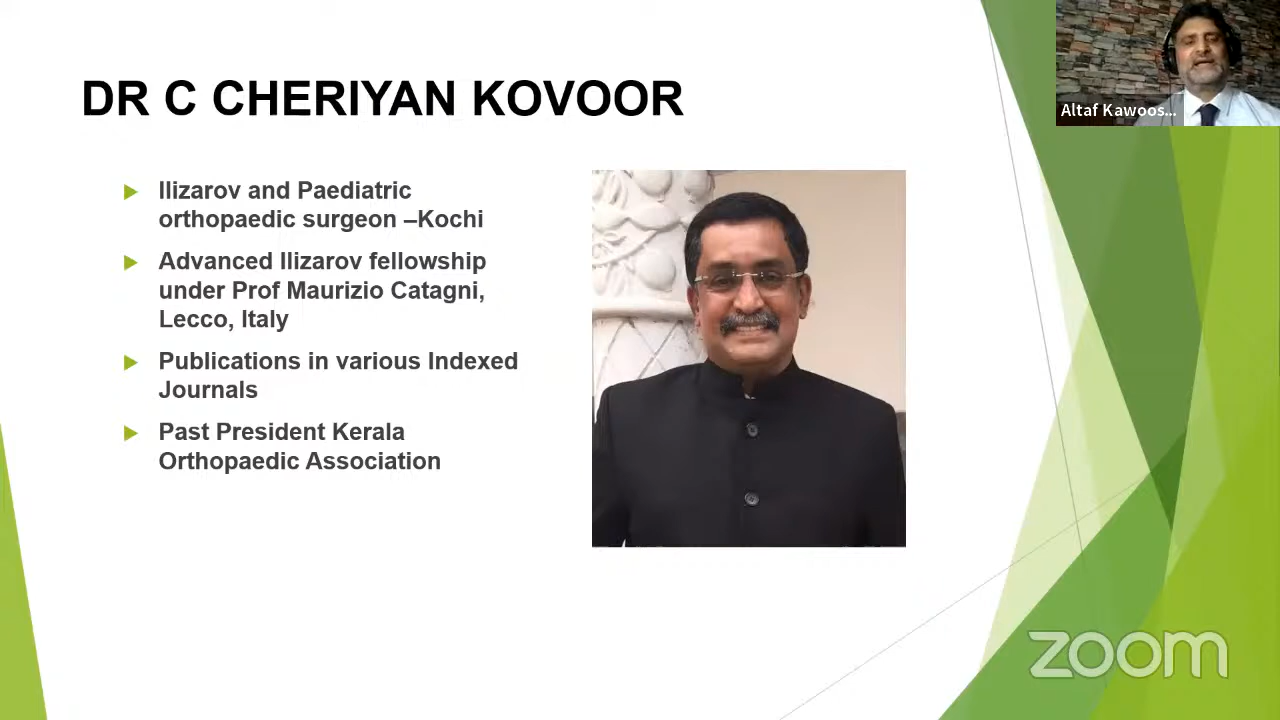 DR C CHERIYAN KOVOOR
Altaf Kawoos...
Ilizarov and Paediatric
orthopaedic surgeon –Kochi
Advanced Ilizarov fellowship
under Prof Maurizio Catagni,
Lecco, Italy
Publications in various Indexed
Journals
Past President Kerala
Orthopaedic Association
zoom